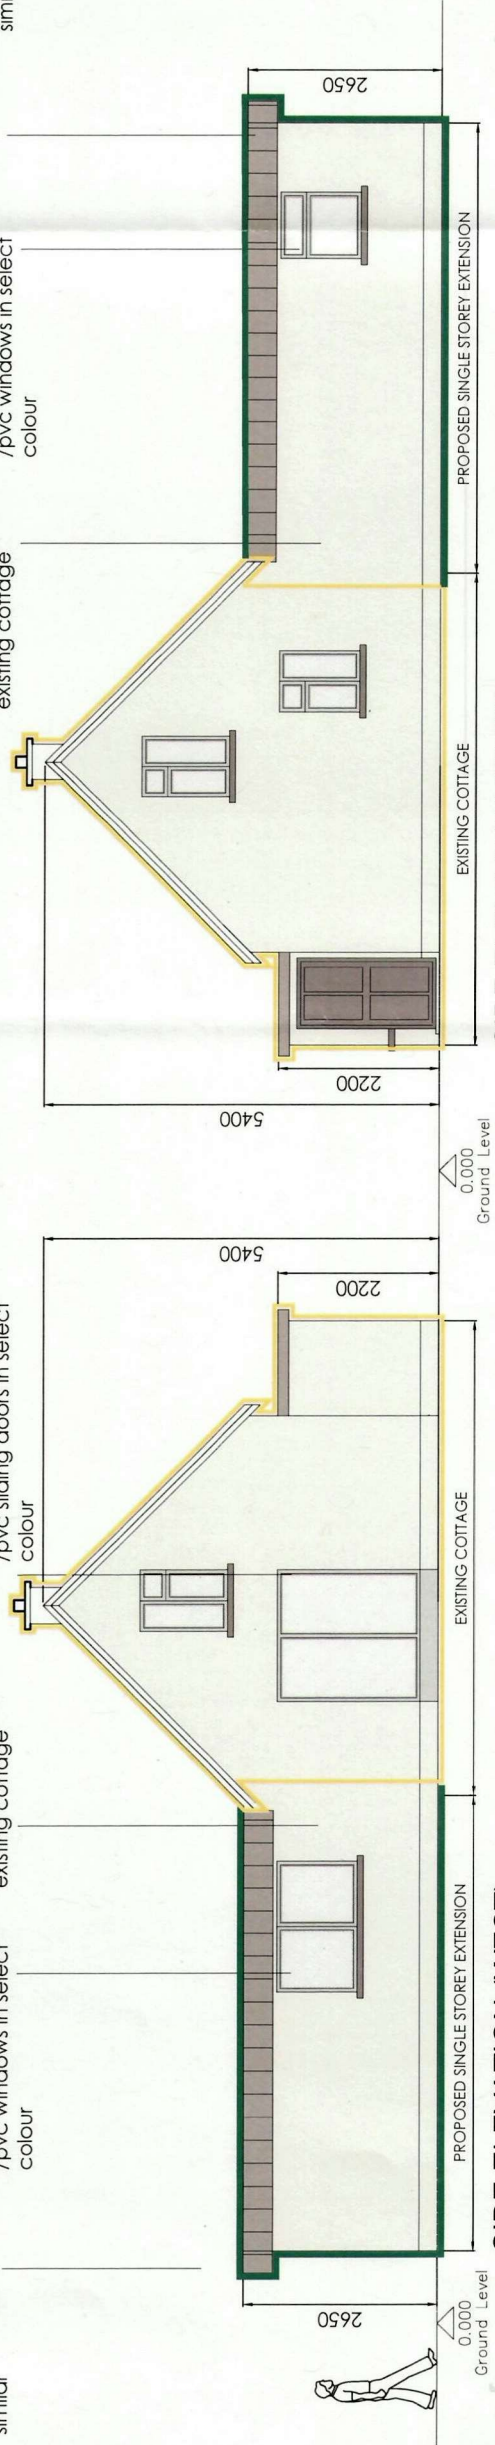 similar
/pvc windows in select
colour
existing cottage
/pvc sliding doors in select
colour
existing cottage
/pvc windows in select
colour
2650
5400
2200
5400
2200
2650
0.000
Ground Level
PROPOSED SINGLE STOREY EXTENSION
EXISTING COTTAGE
0.000
Ground Level
EXISTING COTTAGE
PROPOSED SINGLE STOREY EXTENSION